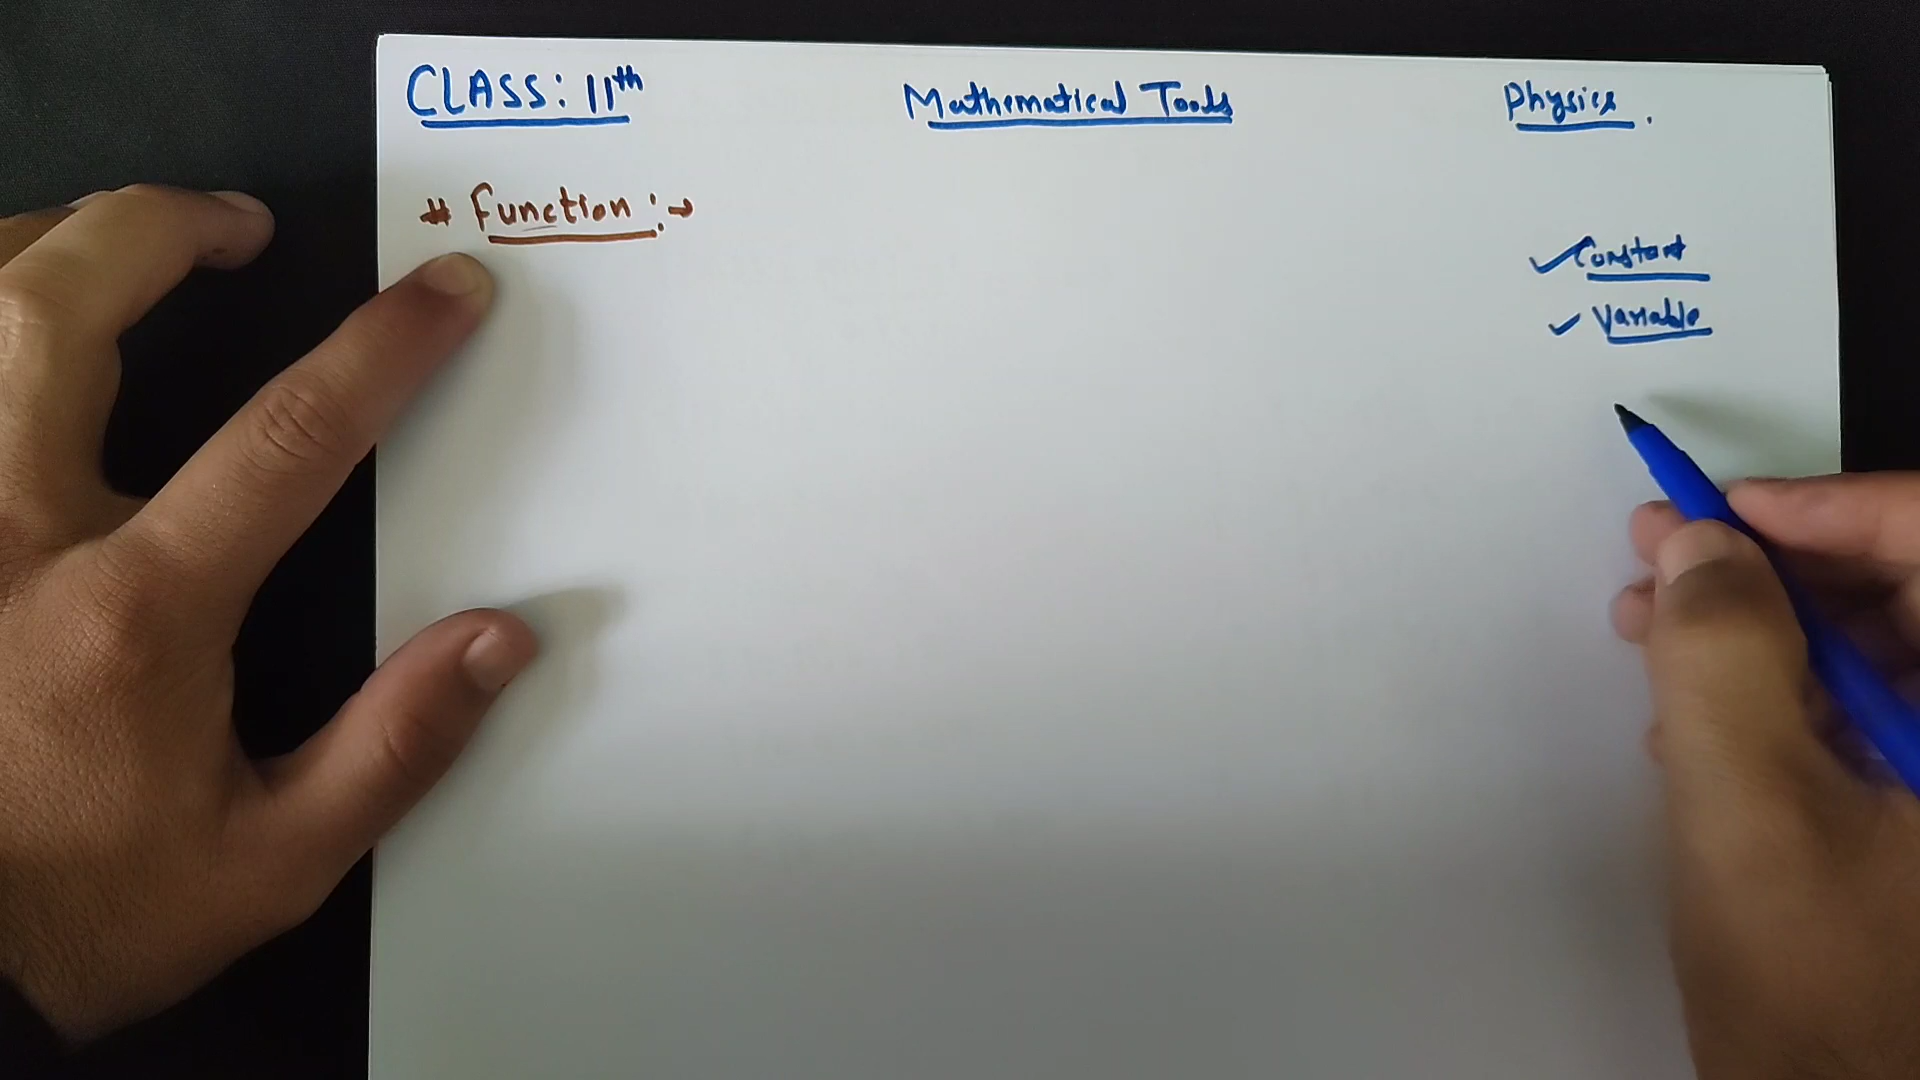 CLASS: 11th
Mathematical Tools
Physics.
# Function :→
✓ Constant
✓ Variable